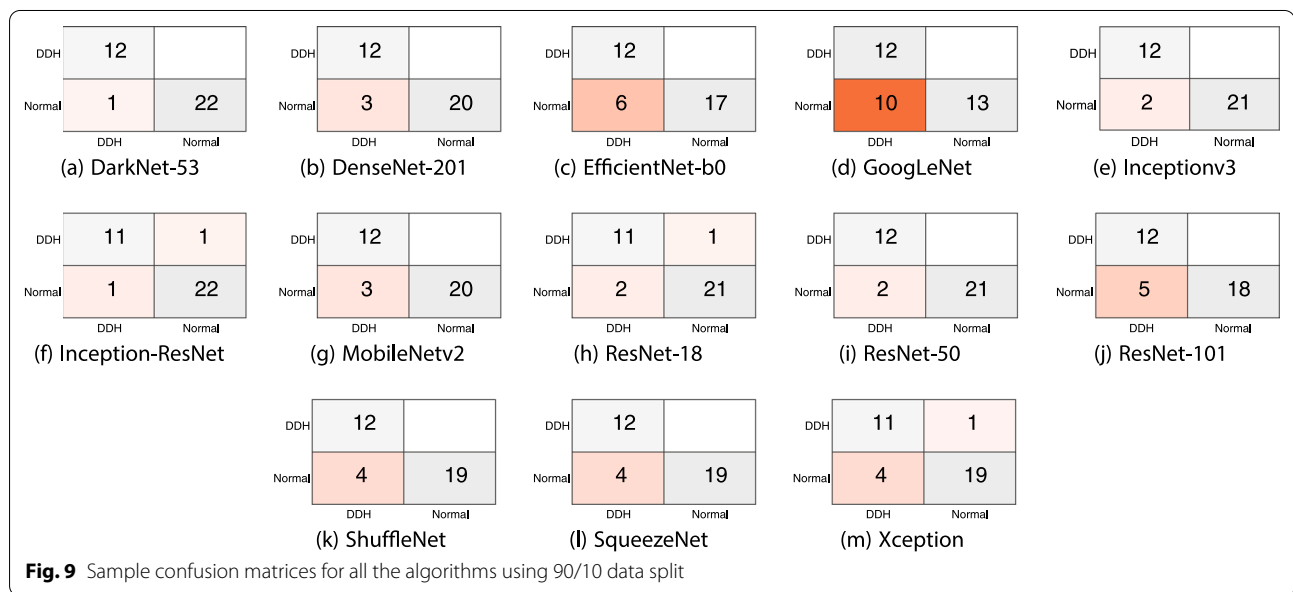 DDH 12
Normal 1 22
DDH Normal
(a) DarkNet-53
DDH 12
Normal 3 20
DDH Normal
(b) DenseNet-201
DDH 12
Normal 6 17
DDH Normal
(c) EfficientNet-b0
DDH 12
Normal 10 13
DDH Normal
(d) GoogLeNet
DDH 12
Normal 2 21
DDH Normal
(e) Inceptionv3
DDH 11 1
Normal 1 22
DDH Normal
(f) Inception-ResNet
DDH 12
Normal 3 20
DDH Normal
(g) MobileNetv2
DDH 11 1
Normal 2 21
DDH Normal
(h) ResNet-18
DDH 12
Normal 2 21
DDH Normal
(i) ResNet-50
DDH 12
Normal 5 18
DDH Normal
(j) ResNet-101
DDH 12
Normal 4 19
DDH Normal
(k) ShuffleNet
DDH 12
Normal 4 19
DDH Normal
(l) SqueezeNet
DDH 11 1
Normal 4 19
DDH Normal
(m) Xception
Fig. 9 Sample confusion matrices for all the algorithms using 90/10 data split